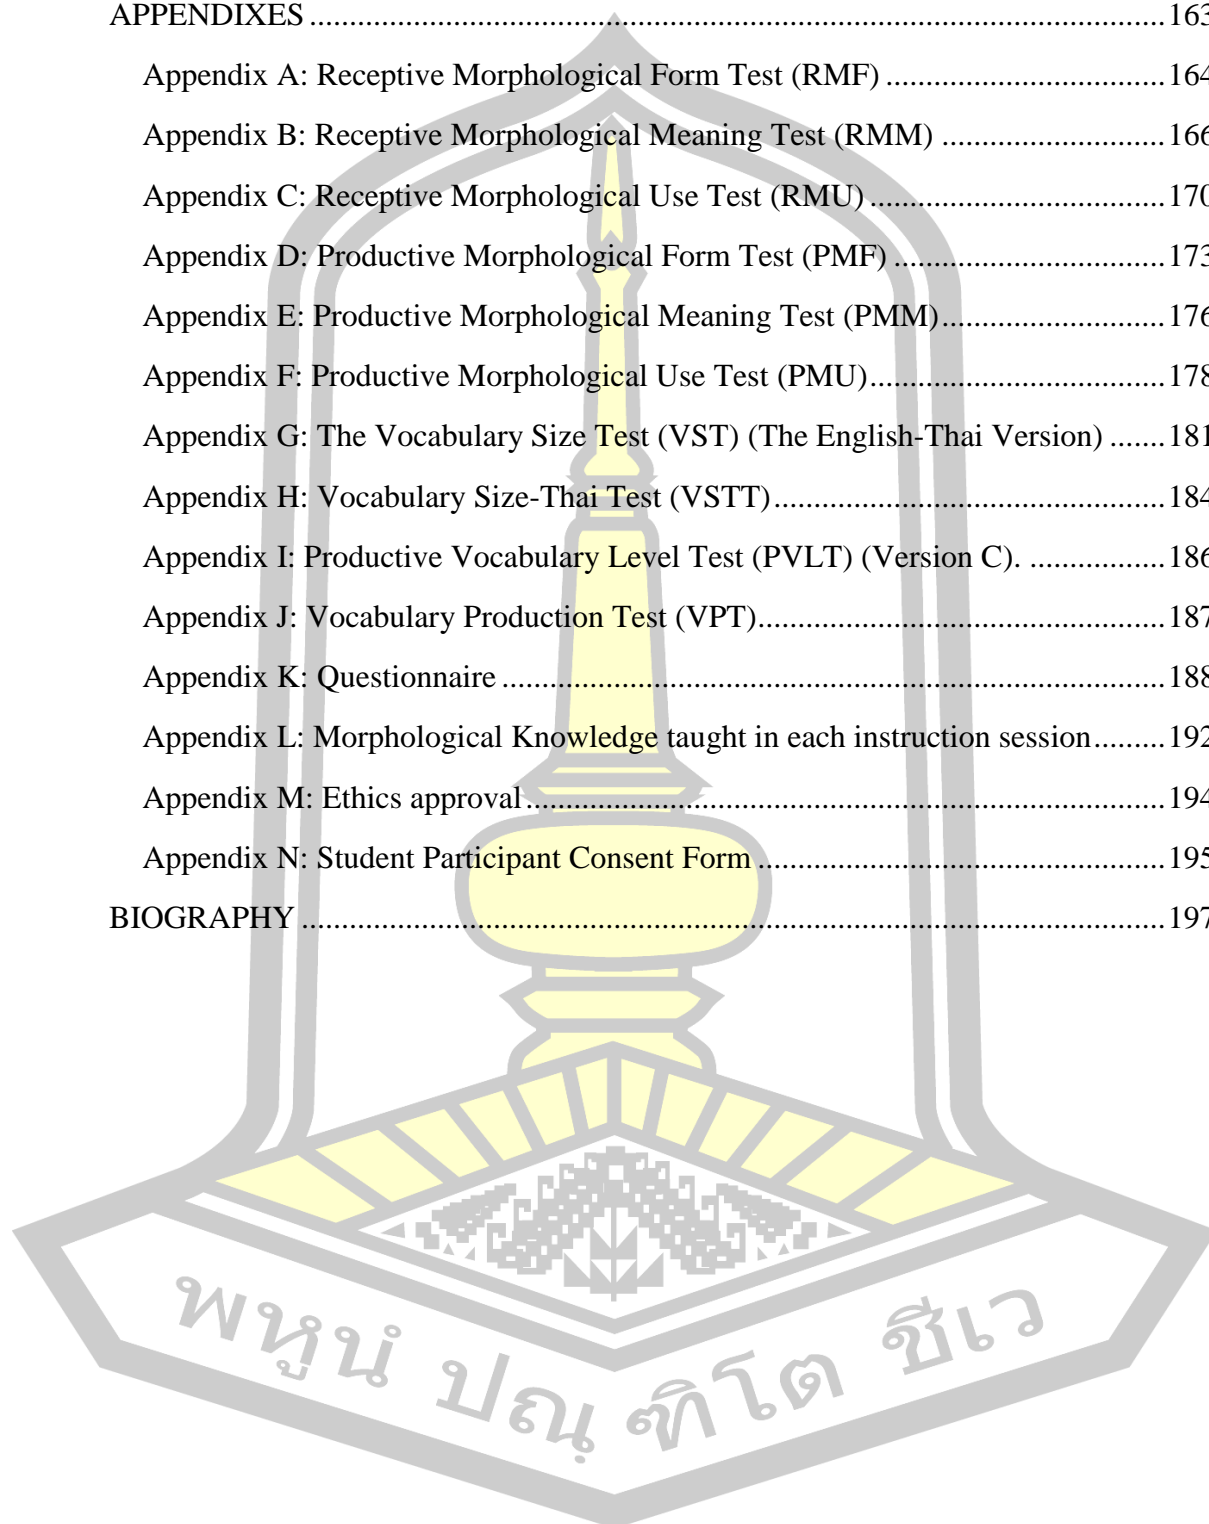 APPENDIXES ........ 163
Appendix A: Receptive Morphological Form Test (RMF) ........ 164
Appendix B: Receptive Morphological Meaning Test (RMM) ........ 166
Appendix C: Receptive Morphological Use Test (RMU) ........ 170
Appendix D: Productive Morphological Form Test (PMF) ........ 173
Appendix E: Productive Morphological Meaning Test (PMM) ........ 176
Appendix F: Productive Morphological Use Test (PMU) ........ 178
Appendix G: The Vocabulary Size Test (VST) (The English-Thai Version) ....... 181
Appendix H: Vocabulary Size-Thai Test (VSTT) ........ 184
Appendix I: Productive Vocabulary Level Test (PVLT) (Version C). ........ 186
Appendix J: Vocabulary Production Test (VPT) ........ 187
Appendix K: Questionnaire ........ 188
Appendix L: Morphological Knowledge taught in each instruction session ......... 192
Appendix M: Ethics approval ........ 194
Appendix N: Student Participant Consent Form ........ 195
BIOGRAPHY ........ 197
พหูนํ ปณฺฑิโต ชีเว